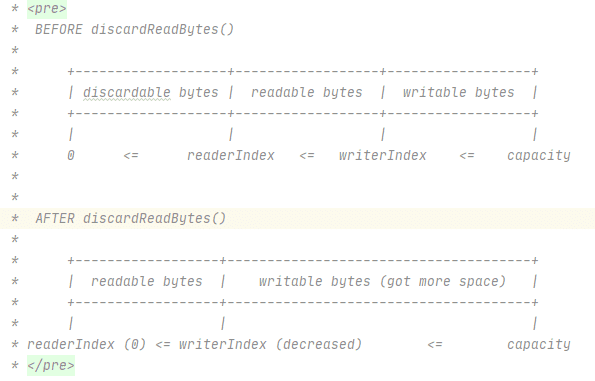 * <pre>
*  BEFORE discardReadBytes()
*
*      +-------------------+------------------+------------------+
*      | discardable bytes |  readable bytes  |  writable bytes  |
*      +-------------------+------------------+------------------+
*      |                   |                  |                  |
*      0      <=      readerIndex   <=   writerIndex    <=    capacity
*
*
*  AFTER discardReadBytes()
*
*      +------------------+--------------------------------------+
*      |  readable bytes  |    writable bytes (got more space)   |
*      +------------------+--------------------------------------+
*      |                  |                                      |
* readerIndex (0) <= writerIndex (decreased)        <=        capacity
* </pre>